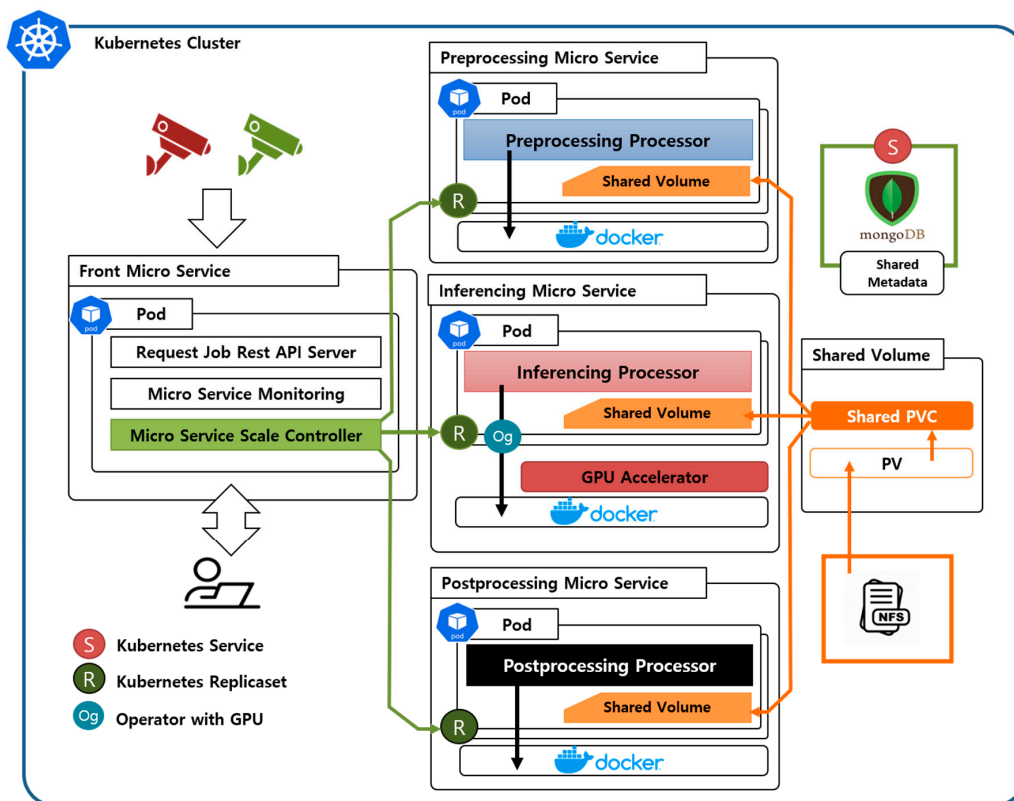 Kubernetes Cluster
Front Micro Service
pod
Pod
Request Job Rest API Server
Micro Service Monitoring
Micro Service Scale Controller
S
Kubernetes Service
R
Kubernetes Replicaset
Og
Operator with GPU
Preprocessing Micro Service
pod
Pod
Preprocessing Processor
Shared Volume
R
docker
Inferencing Micro Service
pod
Pod
Inferencing Processor
Shared Volume
R
Og
GPU Accelerator
docker
Postprocessing Micro Service
pod
Pod
Postprocessing Processor
Shared Volume
R
docker
S
mongoDB
Shared
Metadata
Shared Volume
Shared PVC
PV
NFS